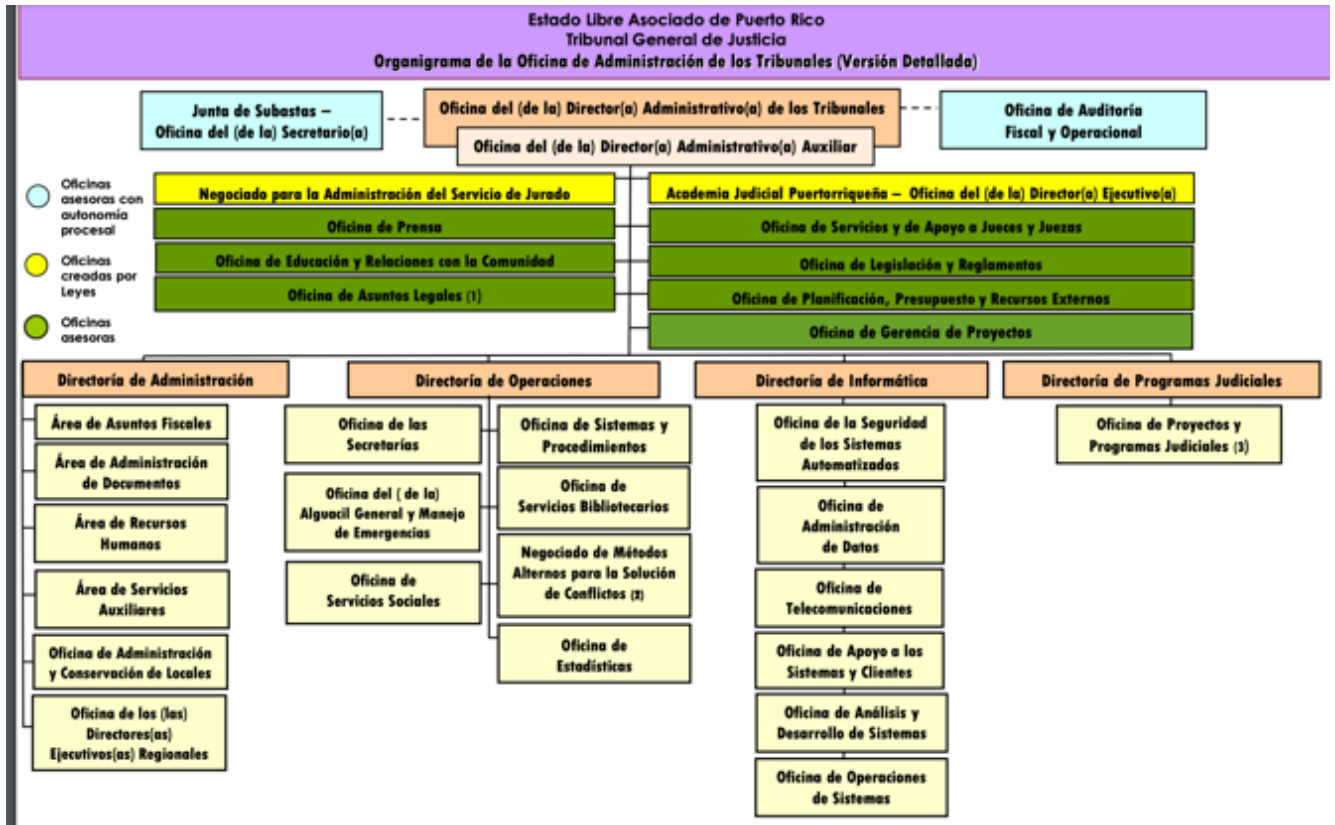 Estado Libre Asociado de Puerto Rico
Tribunal General de Justicia
Organigrama de la Oficina de Administración de los Tribunales (Versión Detallada)
Junta de Subastas –
Oficina del (de la) Secretario(a)
Oficina del (de la) Director(a) Administrativo(a) de los Tribunales
Oficina de Auditoría
Fiscal y Operacional
Oficina del (de la) Director(a) Administrativo(a) Auxiliar
Oficinas
asesoras con
autonomía
procesal
Oficinas
creadas por
Leyes
Oficinas
asesoras
Negociado para la Administración del Servicio de Jurado
Academia Judicial Puertorriqueña – Oficina del (de la) Director(a) Ejecutivo(a)
Oficina de Prensa
Oficina de Servicios y de Apoyo a Jueces y Juezas
Oficina de Educación y Relaciones con la Comunidad
Oficina de Legislación y Reglamentos
Oficina de Asuntos Legales (1)
Oficina de Planificación, Presupuesto y Recursos Externos
Oficina de Gerencia de Proyectos
Directoría de Administración
Área de Asuntos Fiscales
Área de Administración
de Documentos
Área de Recursos
Humanos
Área de Servicios
Auxiliares
Oficina de Administración
y Conservación de Locales
Oficina de los (las)
Directores(as)
Ejecutivos(as) Regionales
Directoría de Operaciones
Oficina de las
Secretarías
Oficina del ( de la)
Alguacil General y Manejo
de Emergencias
Oficina de
Servicios Sociales
Oficina de Sistemas y
Procedimientos
Oficina de
Servicios Bibliotecarios
Negociado de Métodos
Alternos para la Solución
de Conflictos (2)
Oficina de
Estadísticas
Directoría de Informática
Oficina de la Seguridad
de los Sistemas
Automatizados
Oficina de
Administración
de Datos
Oficina de
Telecomunicaciones
Oficina de Apoyo a los
Sistemas y Clientes
Oficina de Análisis y
Desarrollo de Sistemas
Oficina de Operaciones
de Sistemas
Directoría de Programas Judiciales
Oficina de Proyectos y
Programas Judiciales (3)